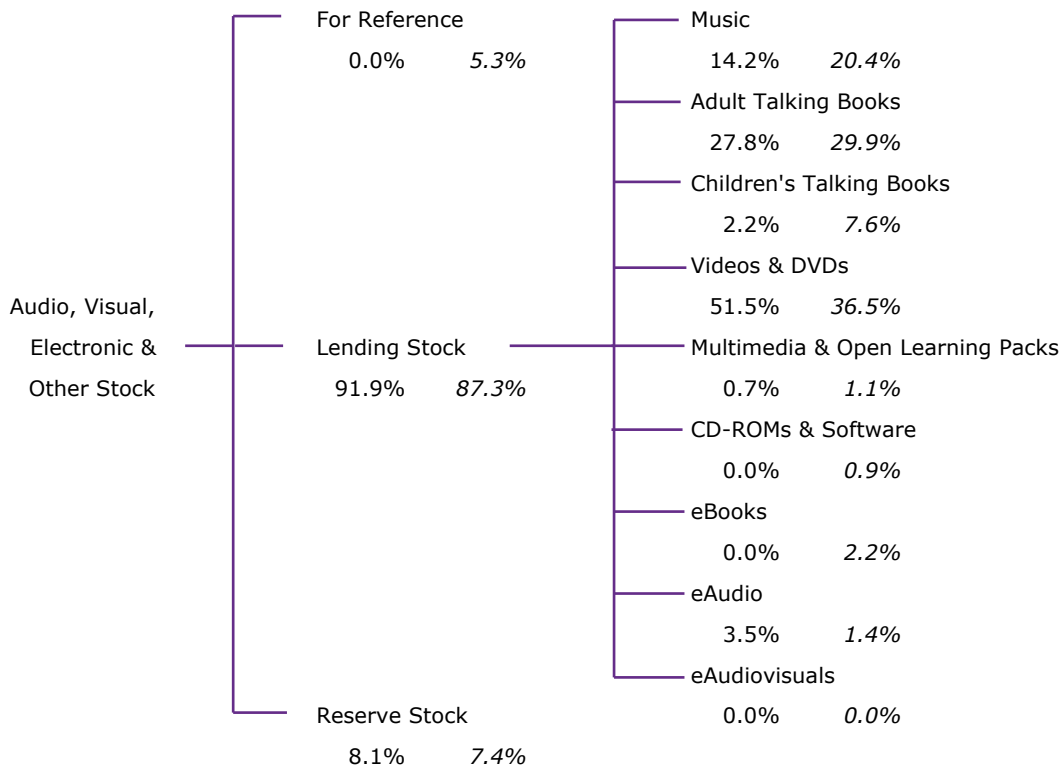 For Reference
0.0% 5.3%
Music
14.2% 20.4%
Adult Talking Books
27.8% 29.9%
Children's Talking Books
2.2% 7.6%
Videos & DVDs
51.5% 36.5%
Audio, Visual,
Electronic &
Other Stock
Lending Stock
91.9% 87.3%
Multimedia & Open Learning Packs
0.7% 1.1%
CD-ROMs & Software
0.0% 0.9%
eBooks
0.0% 2.2%
eAudio
3.5% 1.4%
eAudiovisuals
0.0% 0.0%
Reserve Stock
8.1% 7.4%